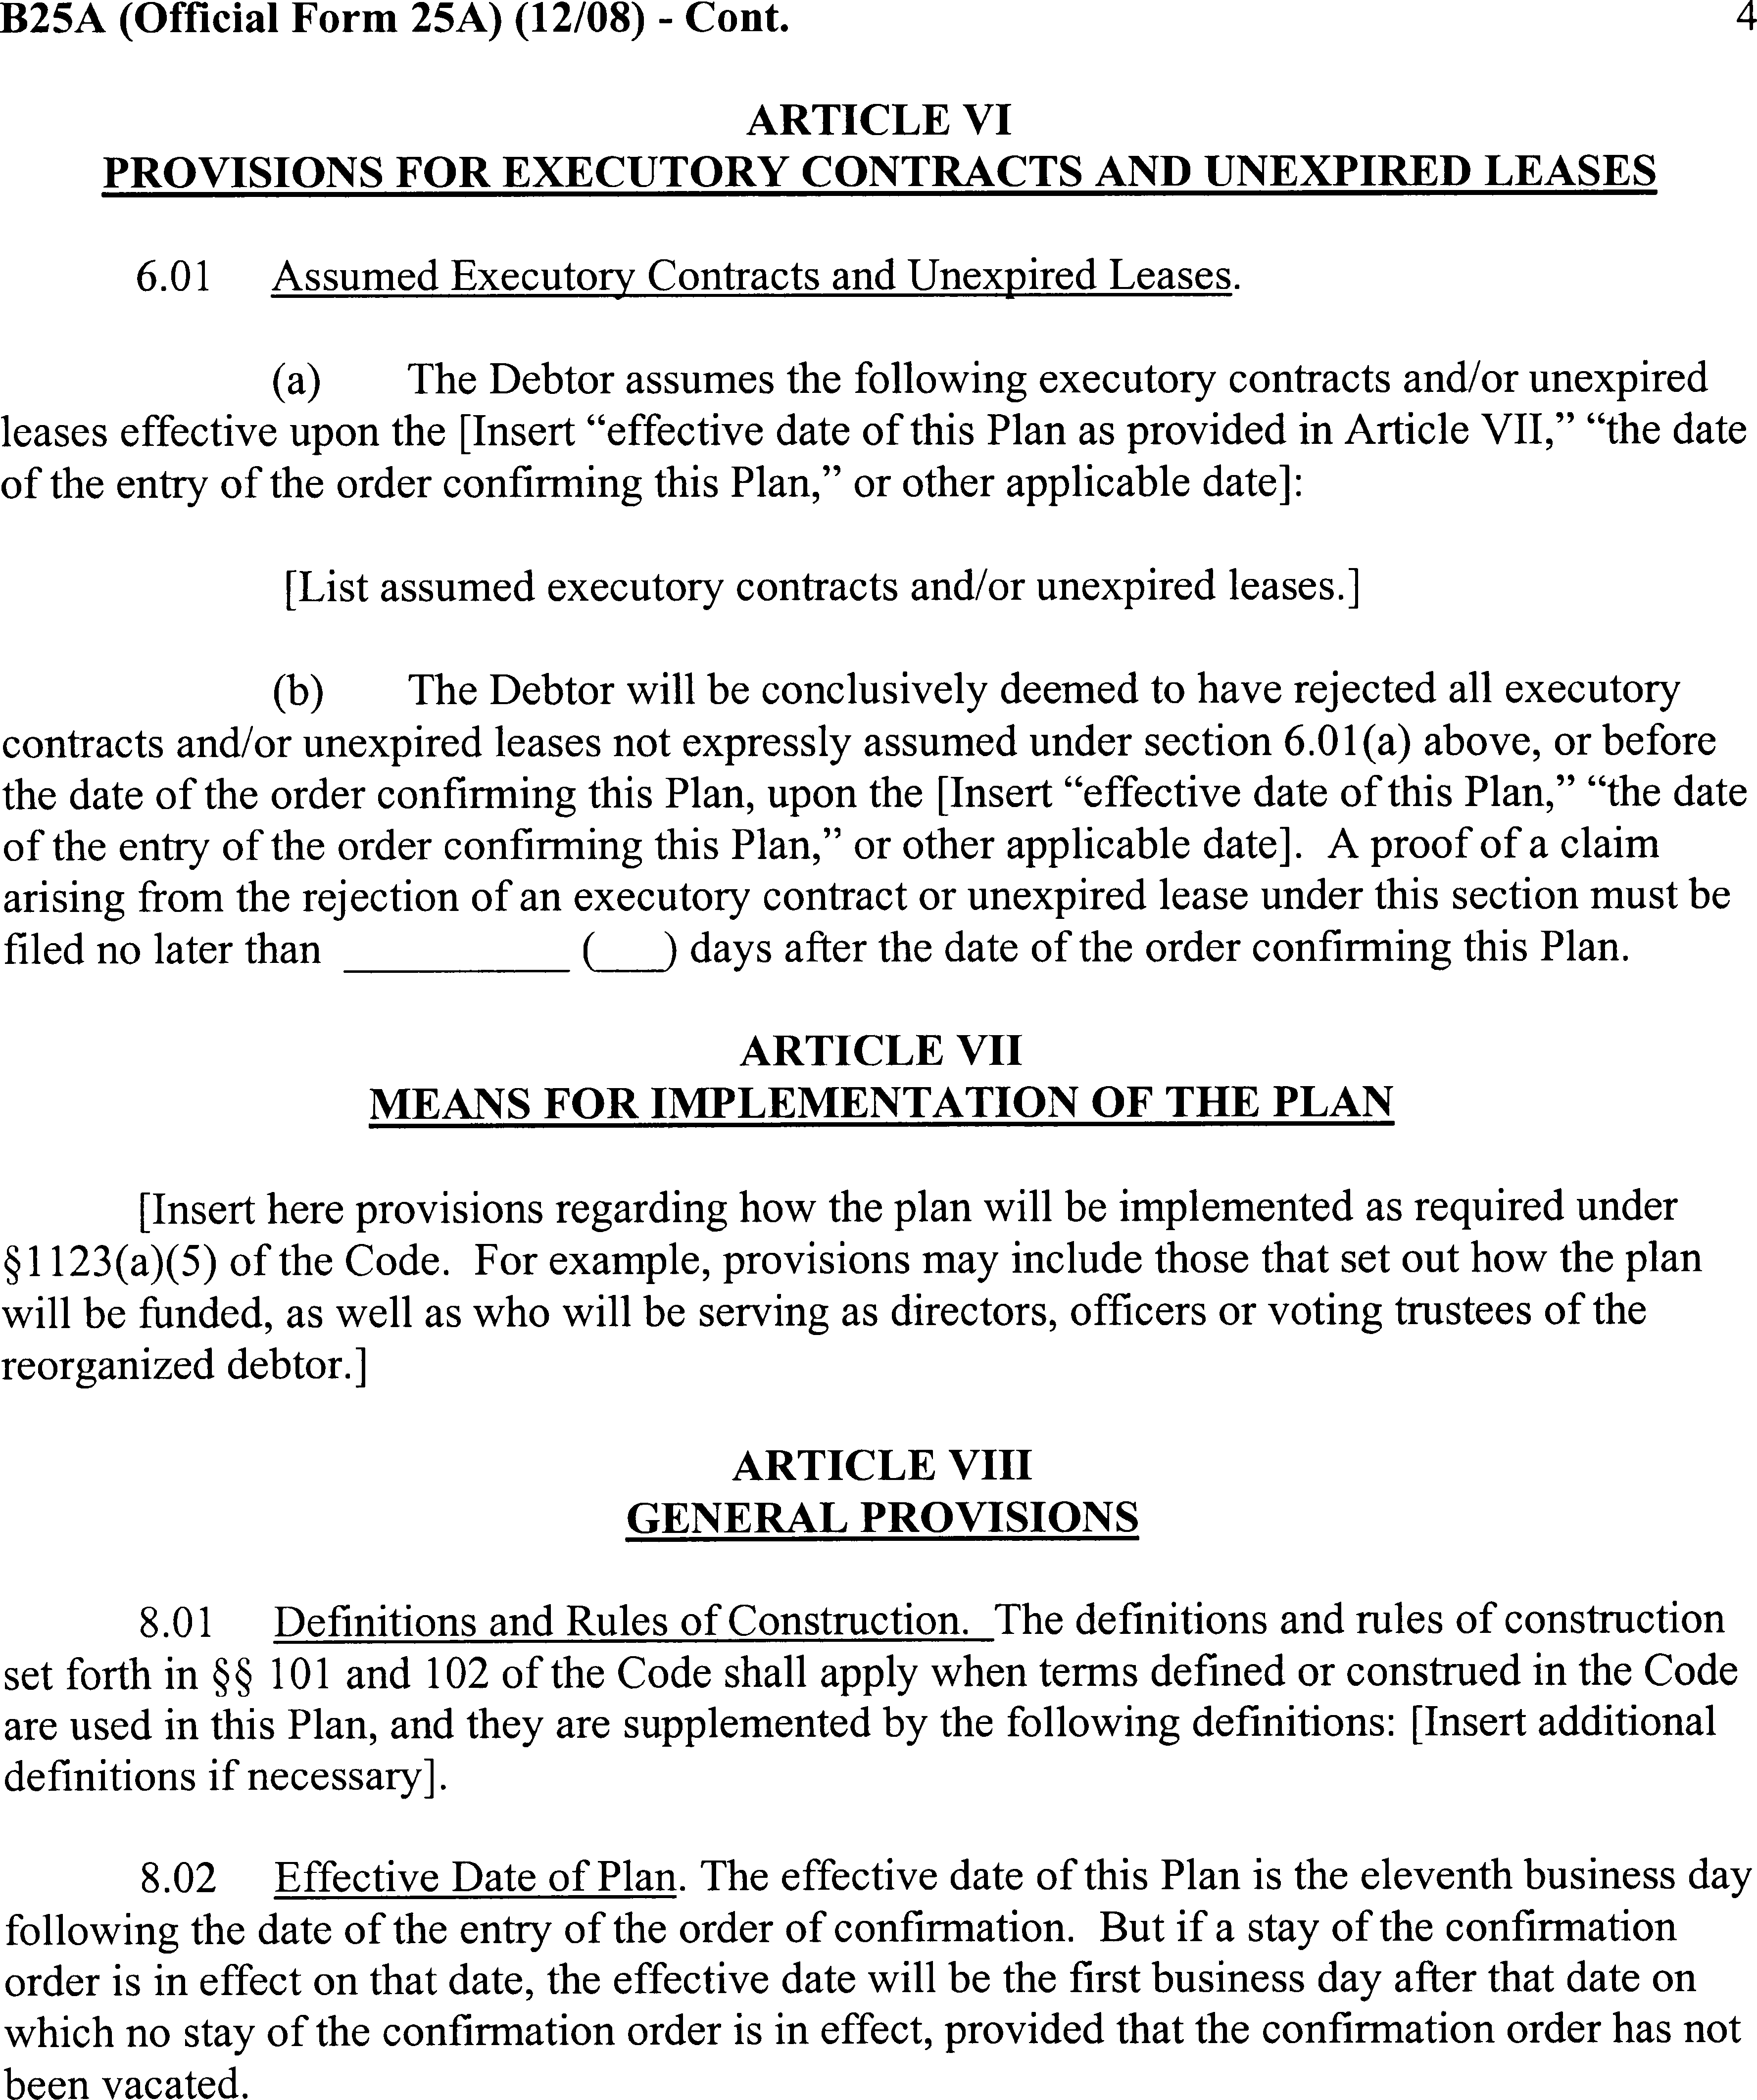 B25A (Official Form 25A) (12/08) - Cont. 4
ARTICLE VI
PROVISIONS FOR EXECUTORY CONTRACTS AND UNEXPIRED LEASES
6.01 Assumed Executory Contracts and Unexpired Leases.
(a) The Debtor assumes the following executory contracts and/or unexpired
leases effective upon the [Insert “effective date of this Plan as provided in Article VII,” “the date
of the entry of the order confirming this Plan,” or other applicable date]:
[List assumed executory contracts and/or unexpired leases.]
(b) The Debtor will be conclusively deemed to have rejected all executory
contracts and/or unexpired leases not expressly assumed under section 6.01(a) above, or before
the date of the order confirming this Plan, upon the [Insert “effective date of this Plan,” “the date
of the entry of the order confirming this Plan,” or other applicable date]. A proof of a claim
arising from the rejection of an executory contract or unexpired lease under this section must be
filed no later than __________ (___) days after the date of the order confirming this Plan.
ARTICLE VII
MEANS FOR IMPLEMENTATION OF THE PLAN
[Insert here provisions regarding how the plan will be implemented as required under
§1123(a)(5) of the Code. For example, provisions may include those that set out how the plan
will be funded, as well as who will be serving as directors, officers or voting trustees of the
reorganized debtor.]
ARTICLE VIII
GENERAL PROVISIONS
8.01 Definitions and Rules of Construction. The definitions and rules of construction
set forth in §§ 101 and 102 of the Code shall apply when terms defined or construed in the Code
are used in this Plan, and they are supplemented by the following definitions: [Insert additional
definitions if necessary].
8.02 Effective Date of Plan. The effective date of this Plan is the eleventh business day
following the date of the entry of the order of confirmation. But if a stay of the confirmation
order is in effect on that date, the effective date will be the first business day after that date on
which no stay of the confirmation order is in effect, provided that the confirmation order has not
been vacated.